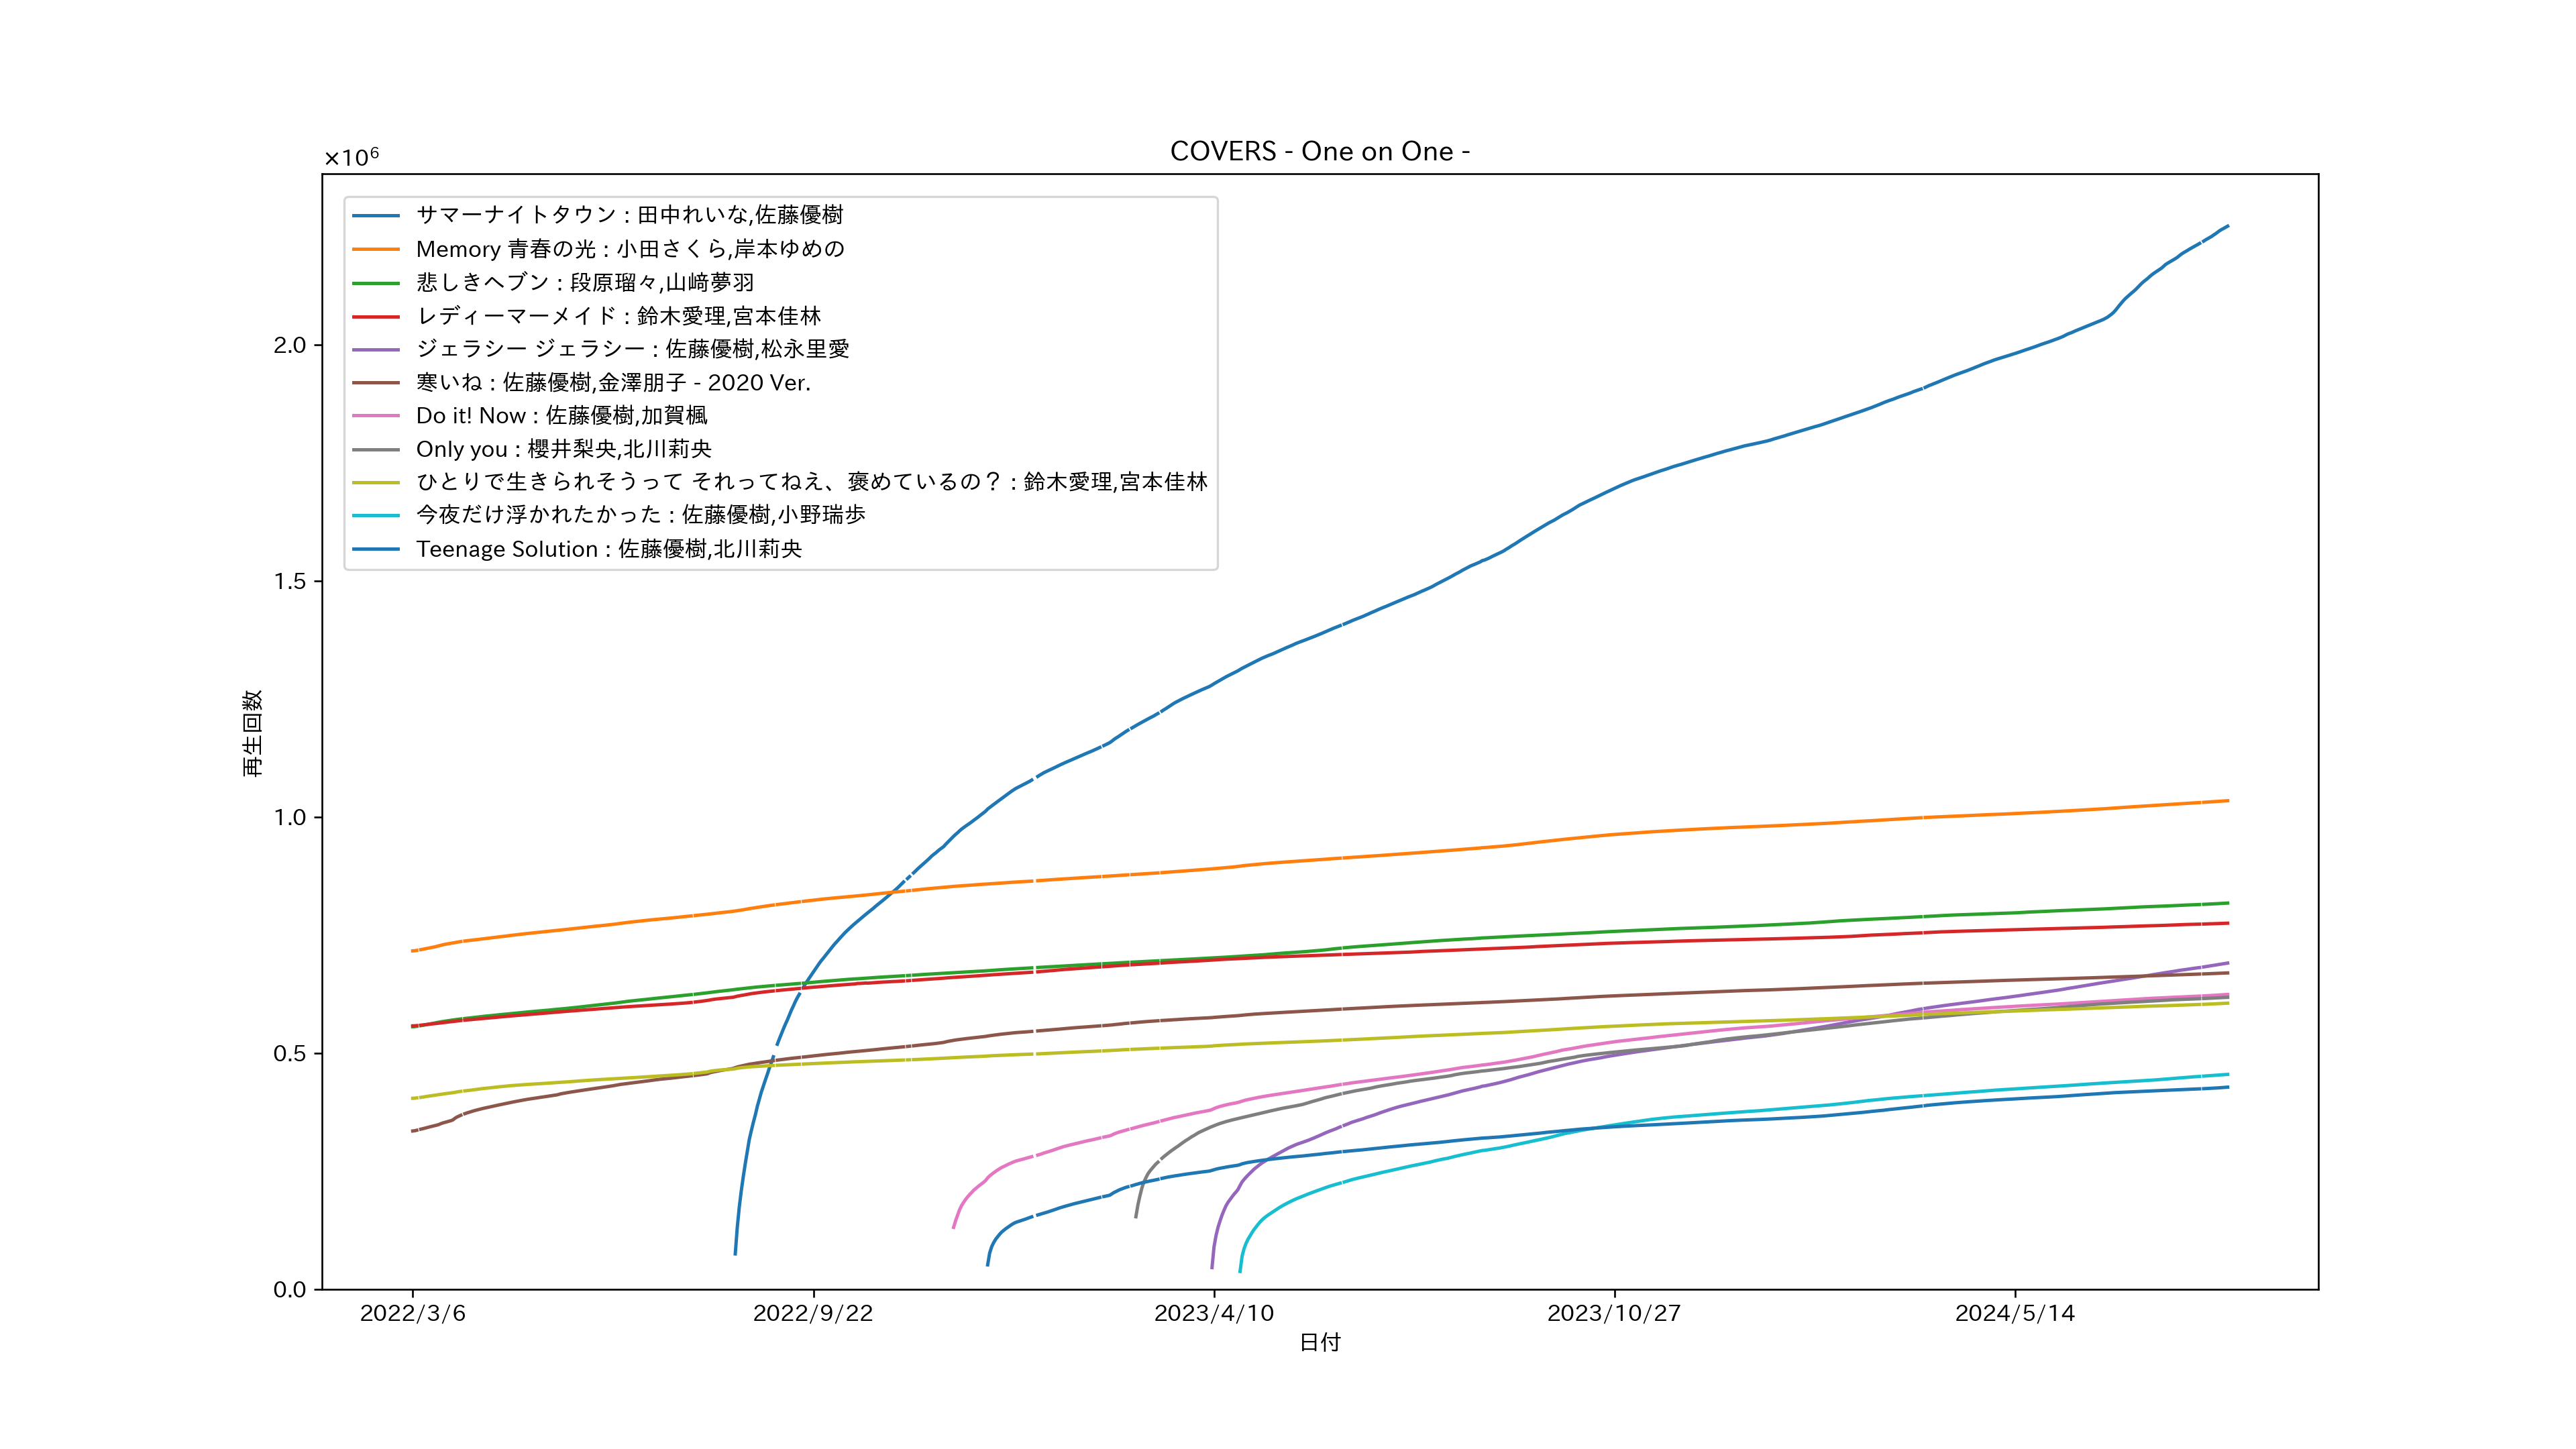 COVERS - One on One -
×10⁶
サマーナイトタウン : 田中れいな,佐藤優樹
Memory 青春の光 : 小田さくら,岸本ゆめの
悲しきヘブン : 段原瑠々,山﨑夢羽
レディーマーメイド : 鈴木愛理,宮本佳林
ジェラシー ジェラシー : 佐藤優樹,松永里愛
寒いね : 佐藤優樹,金澤朋子 - 2020 Ver.
Do it! Now : 佐藤優樹,加賀楓
Only you : 櫻井梨央,北川莉央
ひとりで生きられそうって それってねえ、褒めているの？ : 鈴木愛理,宮本佳林
今夜だけ浮かれたかった : 佐藤優樹,小野瑞歩
Teenage Solution : 佐藤優樹,北川莉央
2.0
1.5
1.0
0.5
0.0
再生回数
2022/3/6
2022/9/22
2023/4/10
2023/10/27
2024/5/14
日付